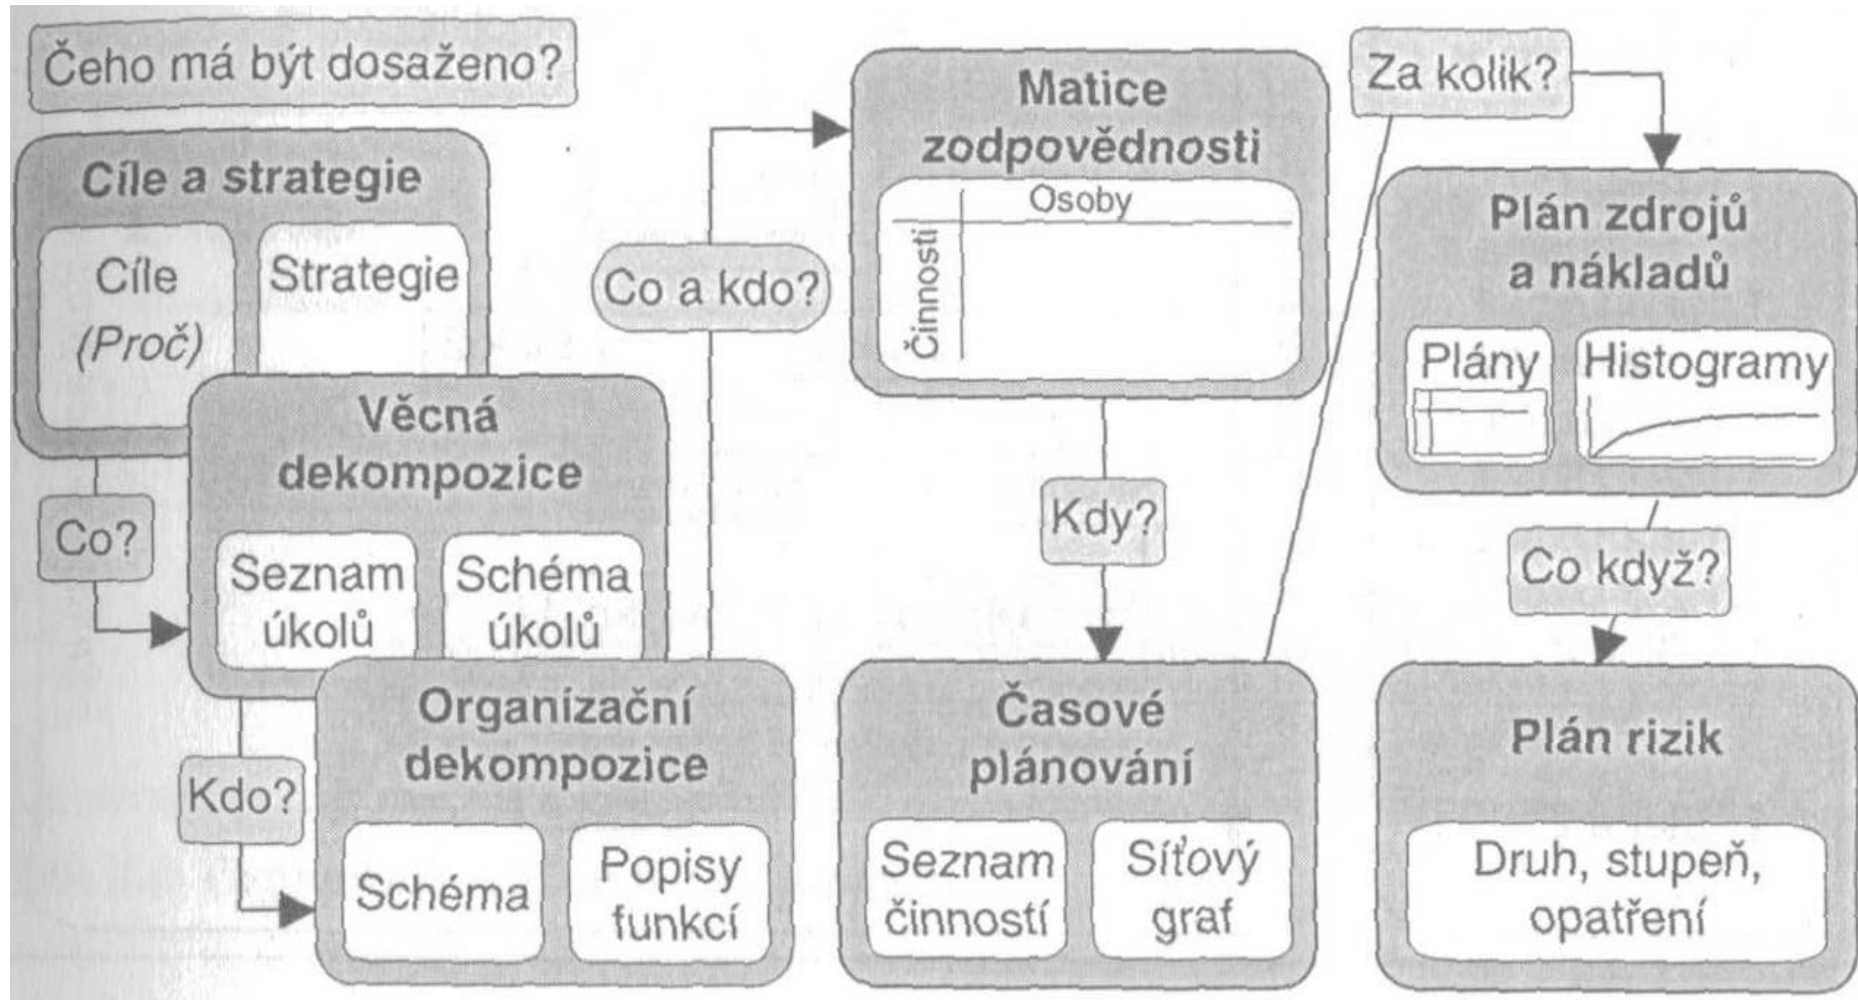 Čeho má být dosaženo?
Cíle a strategie
Cíle
(Proč)
Strategie
Co?
Věcná
dekompozice
Seznam
úkolů
Schéma
úkolů
Kdo?
Organizační
dekompozice
Schéma
Popisy
funkcí
Co a kdo?
Matice
zodpovědnosti
Osoby
Činnosti
Kdy?
Časové
plánování
Seznam
činností
Síťový
graf
Za kolik?
Plán zdrojů
a nákladů
Plány
Histogramy
Co když?
Plán rizik
Druh, stupeň,
opatření